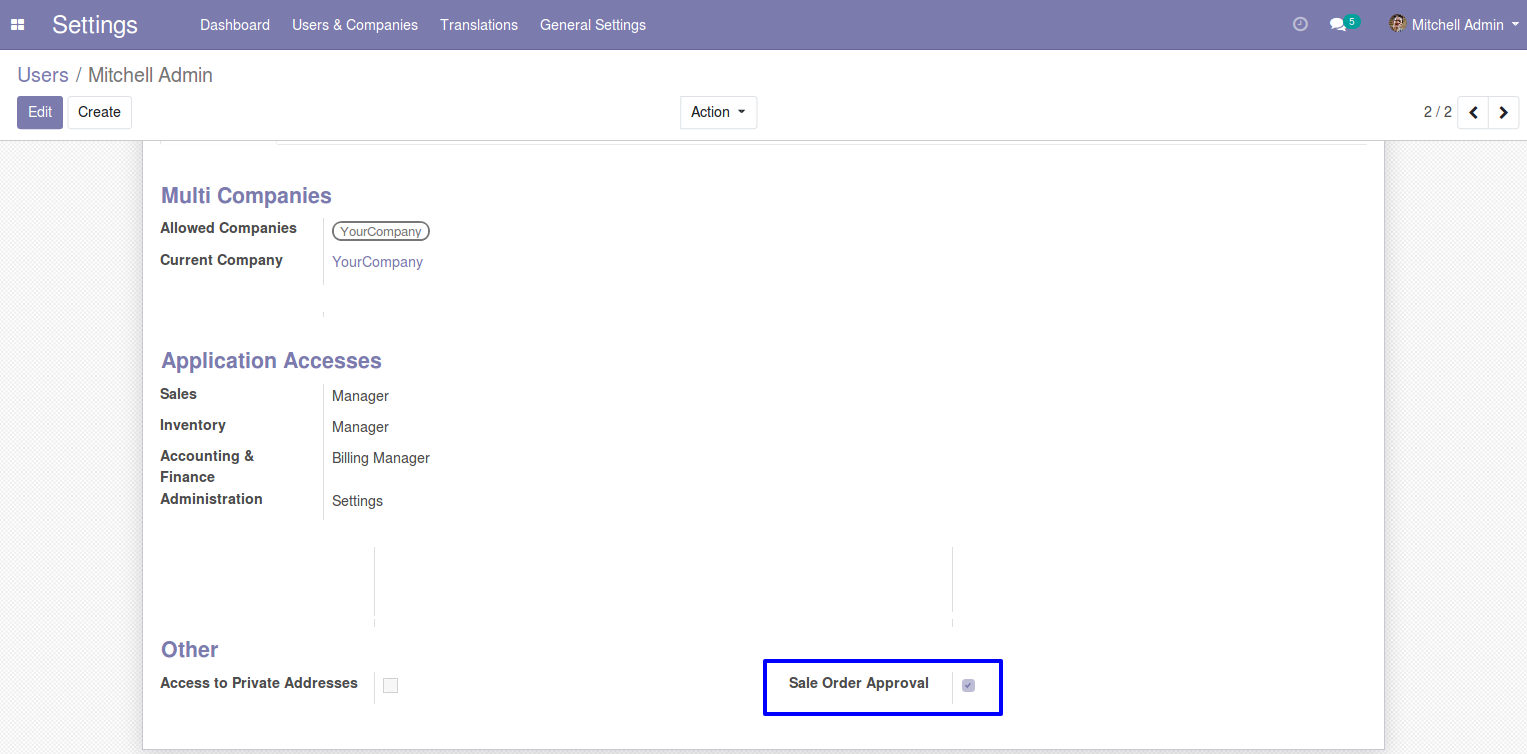 Settings Dashboard Users & Companies Translations General Settings 5 Mitchell Admin
Users / Mitchell Admin
Edit Create Action 2 / 2
Multi Companies
Allowed Companies YourCompany
Current Company YourCompany
Application Accesses
Sales Manager
Inventory Manager
Accounting & Billing Manager
Finance
Administration Settings
Other
Access to Private Addresses Sale Order Approval